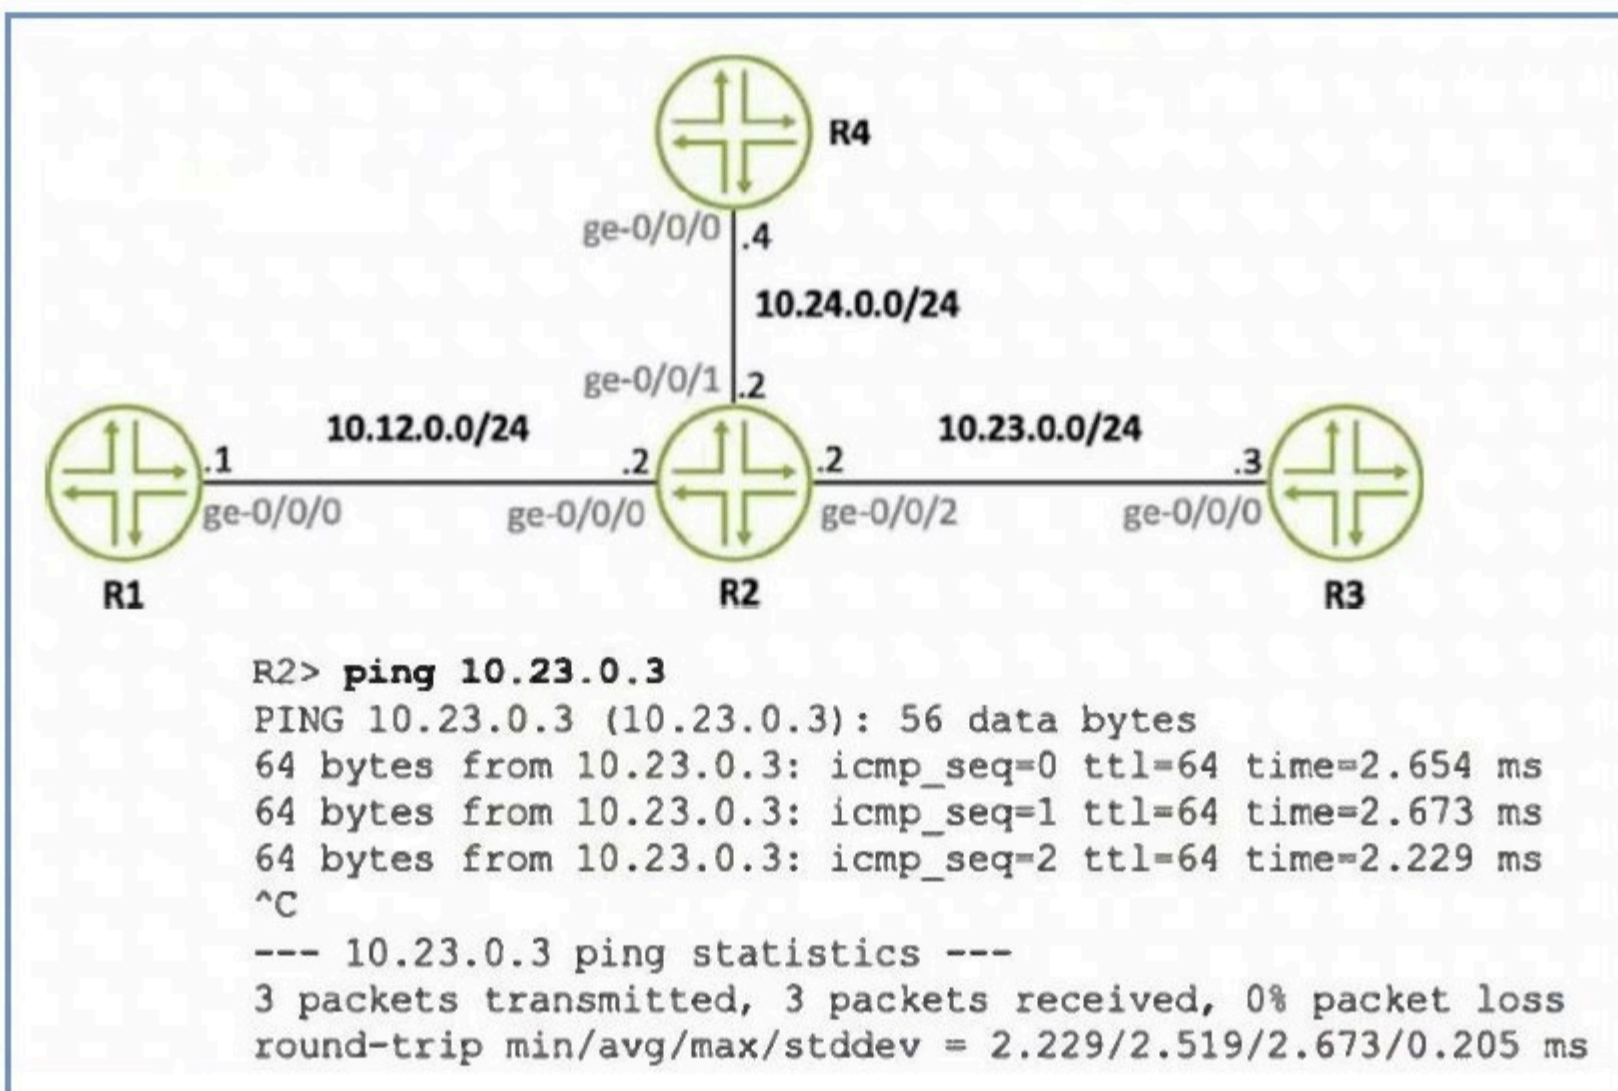 R4
ge-0/0/0 .4
10.24.0.0/24
ge-0/0/1 .2
10.12.0.0/24 10.23.0.0/24
.1 .2 .2 .3
ge-0/0/0 ge-0/0/0 ge-0/0/2 ge-0/0/0
R1 R2 R3
R2> ping 10.23.0.3
PING 10.23.0.3 (10.23.0.3): 56 data bytes
64 bytes from 10.23.0.3: icmp_seq=0 ttl=64 time=2.654 ms
64 bytes from 10.23.0.3: icmp_seq=1 ttl=64 time=2.673 ms
64 bytes from 10.23.0.3: icmp_seq=2 ttl=64 time=2.229 ms
^C
--- 10.23.0.3 ping statistics ---
3 packets transmitted, 3 packets received, 0% packet loss
round-trip min/avg/max/stddev = 2.229/2.519/2.673/0.205 ms